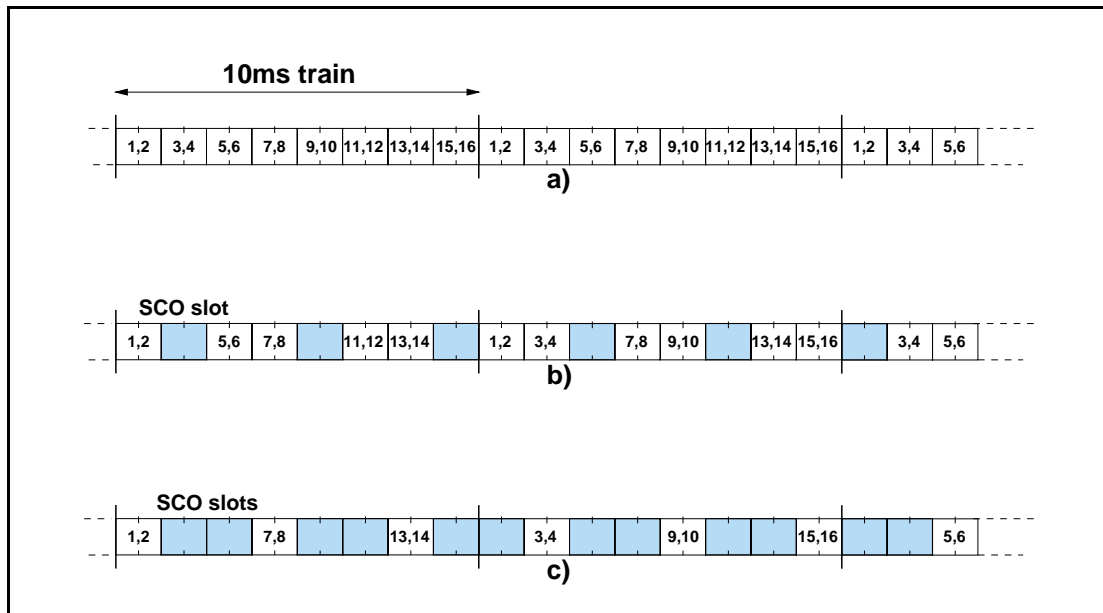 10ms train
1,2 3,4 5,6 7,8 9,10 11,12 13,14 15,16 1,2 3,4 5,6 7,8 9,10 11,12 13,14 15,16 1,2 3,4 5,6
a)
SCO slot
1,2 5,6 7,8 11,12 13,14 1,2 3,4 7,8 9,10 13,14 15,16 3,4 5,6
b)
SCO slots
1,2 7,8 13,14 3,4 9,10 15,16 5,6
c)